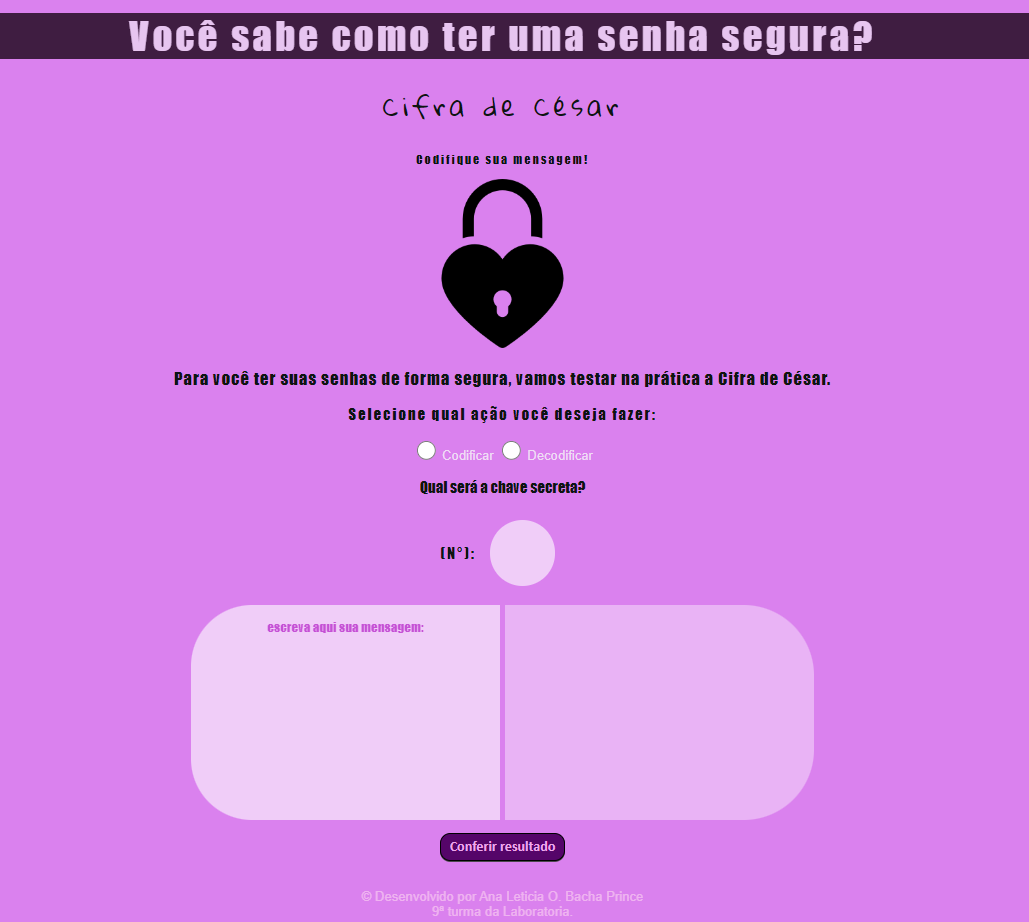 Você sabe como ter uma senha segura?
Cifra de César
Codifique sua mensagem!
Para você ter suas senhas de forma segura, vamos testar na prática a Cifra de César.
Selecione qual ação você deseja fazer:
Codificar Decodificar
Qual será a chave secreta?
(N°):
escreva aqui sua mensagem:
Conferir resultado
© Desenvolvido por Ana Leticia O. Bacha Prince
9ª turma da Laboratoria.